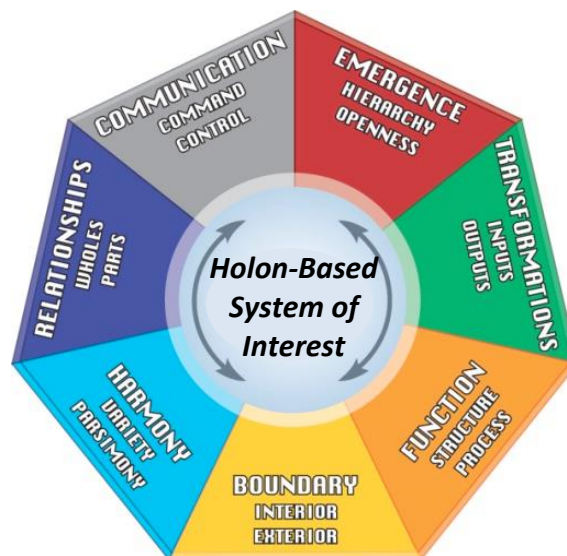 COMMUNICATION
COMMAND
CONTROL
EMERGENCE
HIERARCHY
OPENNESS
TRANSFORMATIONS
INPUTS
OUTPUTS
FUNCTION
STRUCTURE
PROCESS
BOUNDARY
INTERIOR
EXTERIOR
HARMONY
VARIETY
PARSIMONY
RELATIONSHIPS
WHOLES
PARTS
Holon-Based
System of
Interest